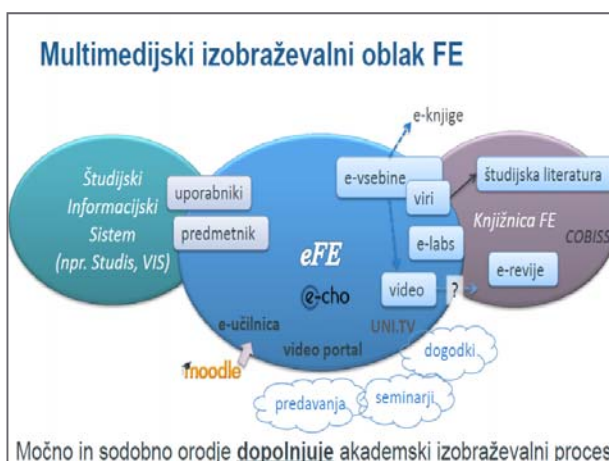 Multimedijski izobraževalni oblak FE
e-knjige
Študijski
Informacijski
Sistem
(npr. Studis, VIS)
uporabniki
predmetnik
eFE
e-cho
e-učilnica
moodle
video portal
UNI.TV
e-vsebine
viri
e-labs
video
?
študijska literatura
Knjižnica FE
COBISS
e-revije
dogodki
seminarji
predavanja
Močno in sodobno orodje dopolnjuje akademski izobraževalni proces